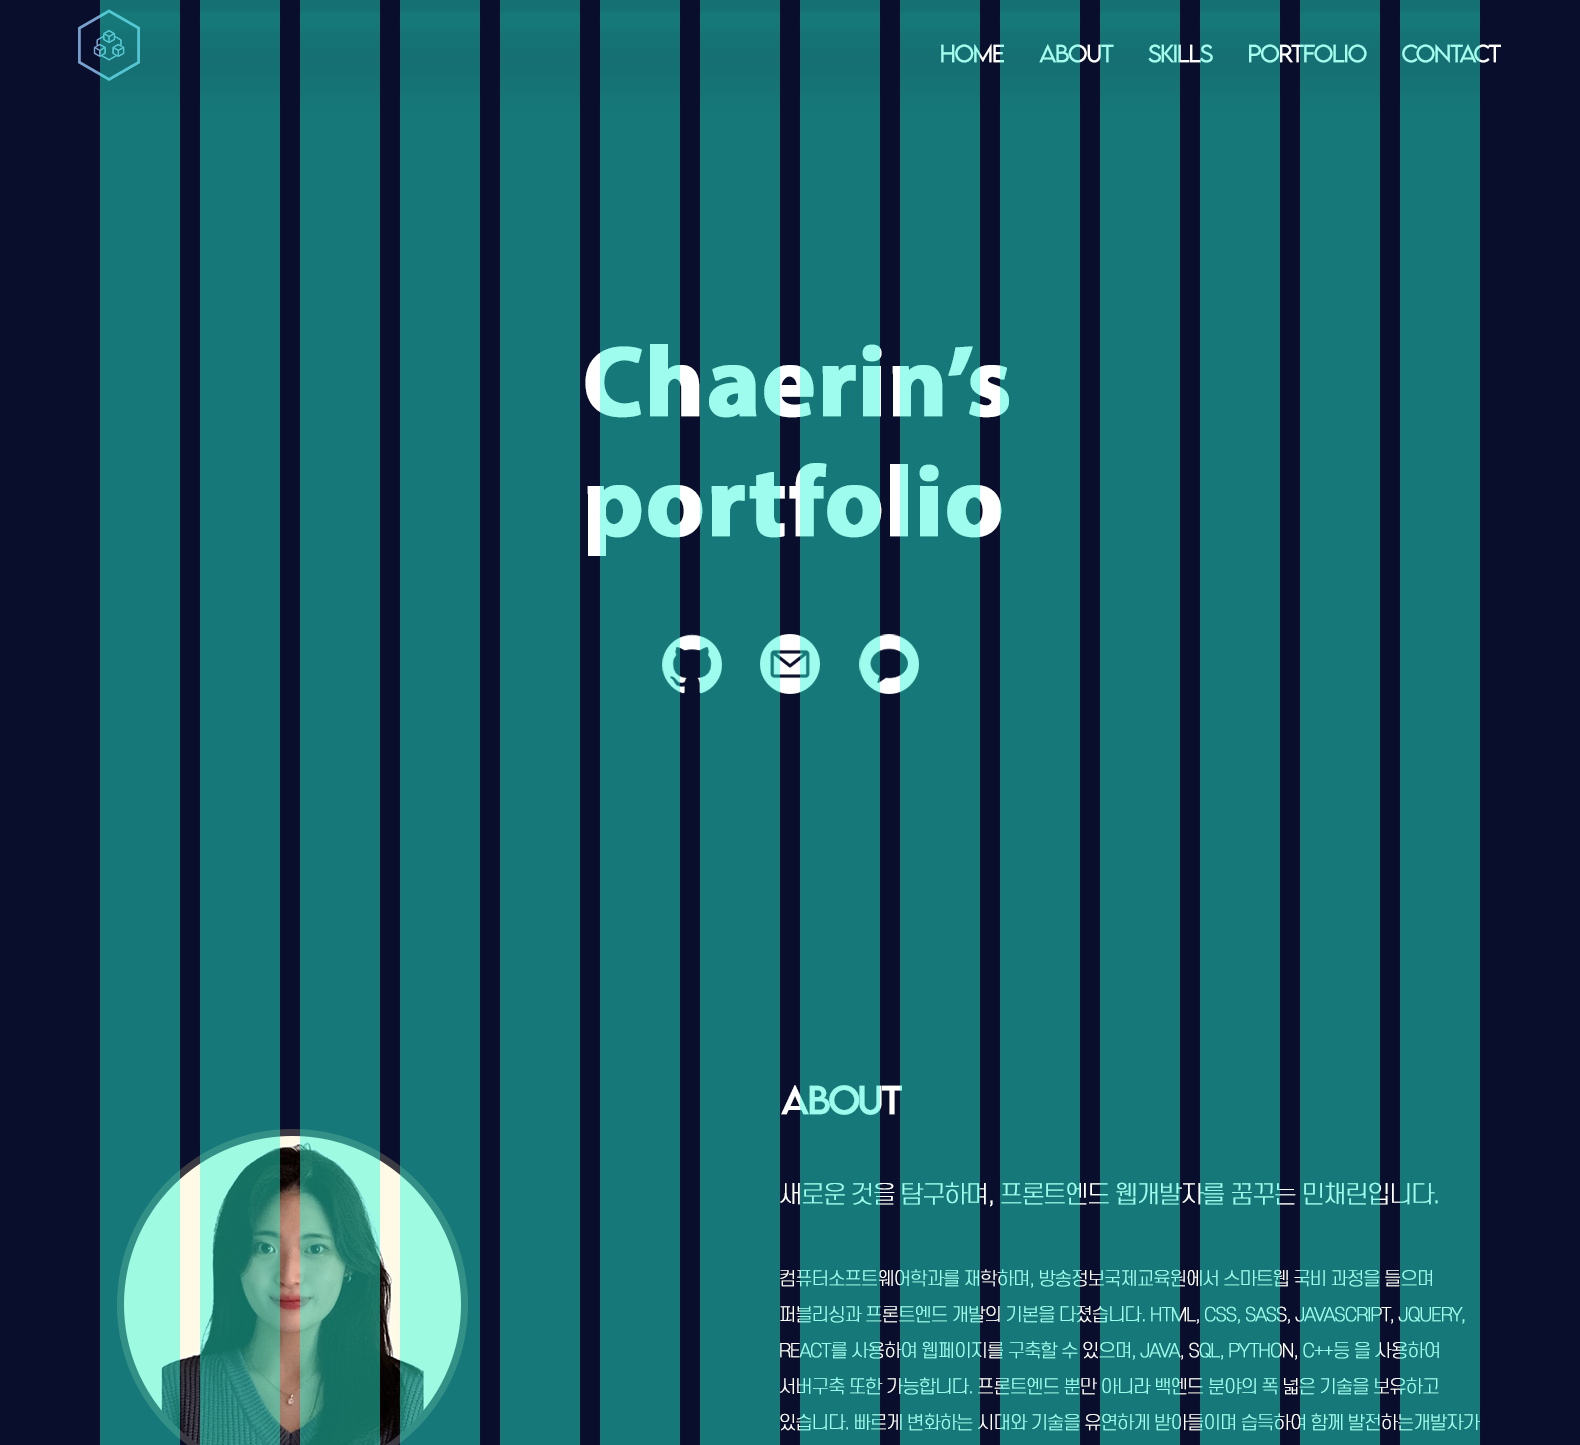 HOME ABOUT SKILLS PORTFOLIO CONTACT
Chaerin’s
portfolio
ABOUT
새로운 것을 탐구하며, 프론트엔드 웹개발자를 꿈꾸는 민채린입니다.
컴퓨터소프트웨어학과를 재학하며, 방송정보국제교육원에서 스마트웹 국비 과정을 들으며
퍼블리싱과 프론트엔드 개발의 기본을 다졌습니다. HTML, CSS, SASS, JAVASCRIPT, JQUERY,
REACT를 사용하여 웹페이지를 구축할 수 있으며, JAVA, SQL, PYTHON, C++등 을 사용하여
서버구축 또한 가능합니다. 프론트엔드 뿐만 아니라 백엔드 분야의 폭 넓은 기술을 보유하고
있습니다. 빠르게 변화하는 시대와 기술을 유연하게 받아들이며 습득하여 함께 발전하는개발자가